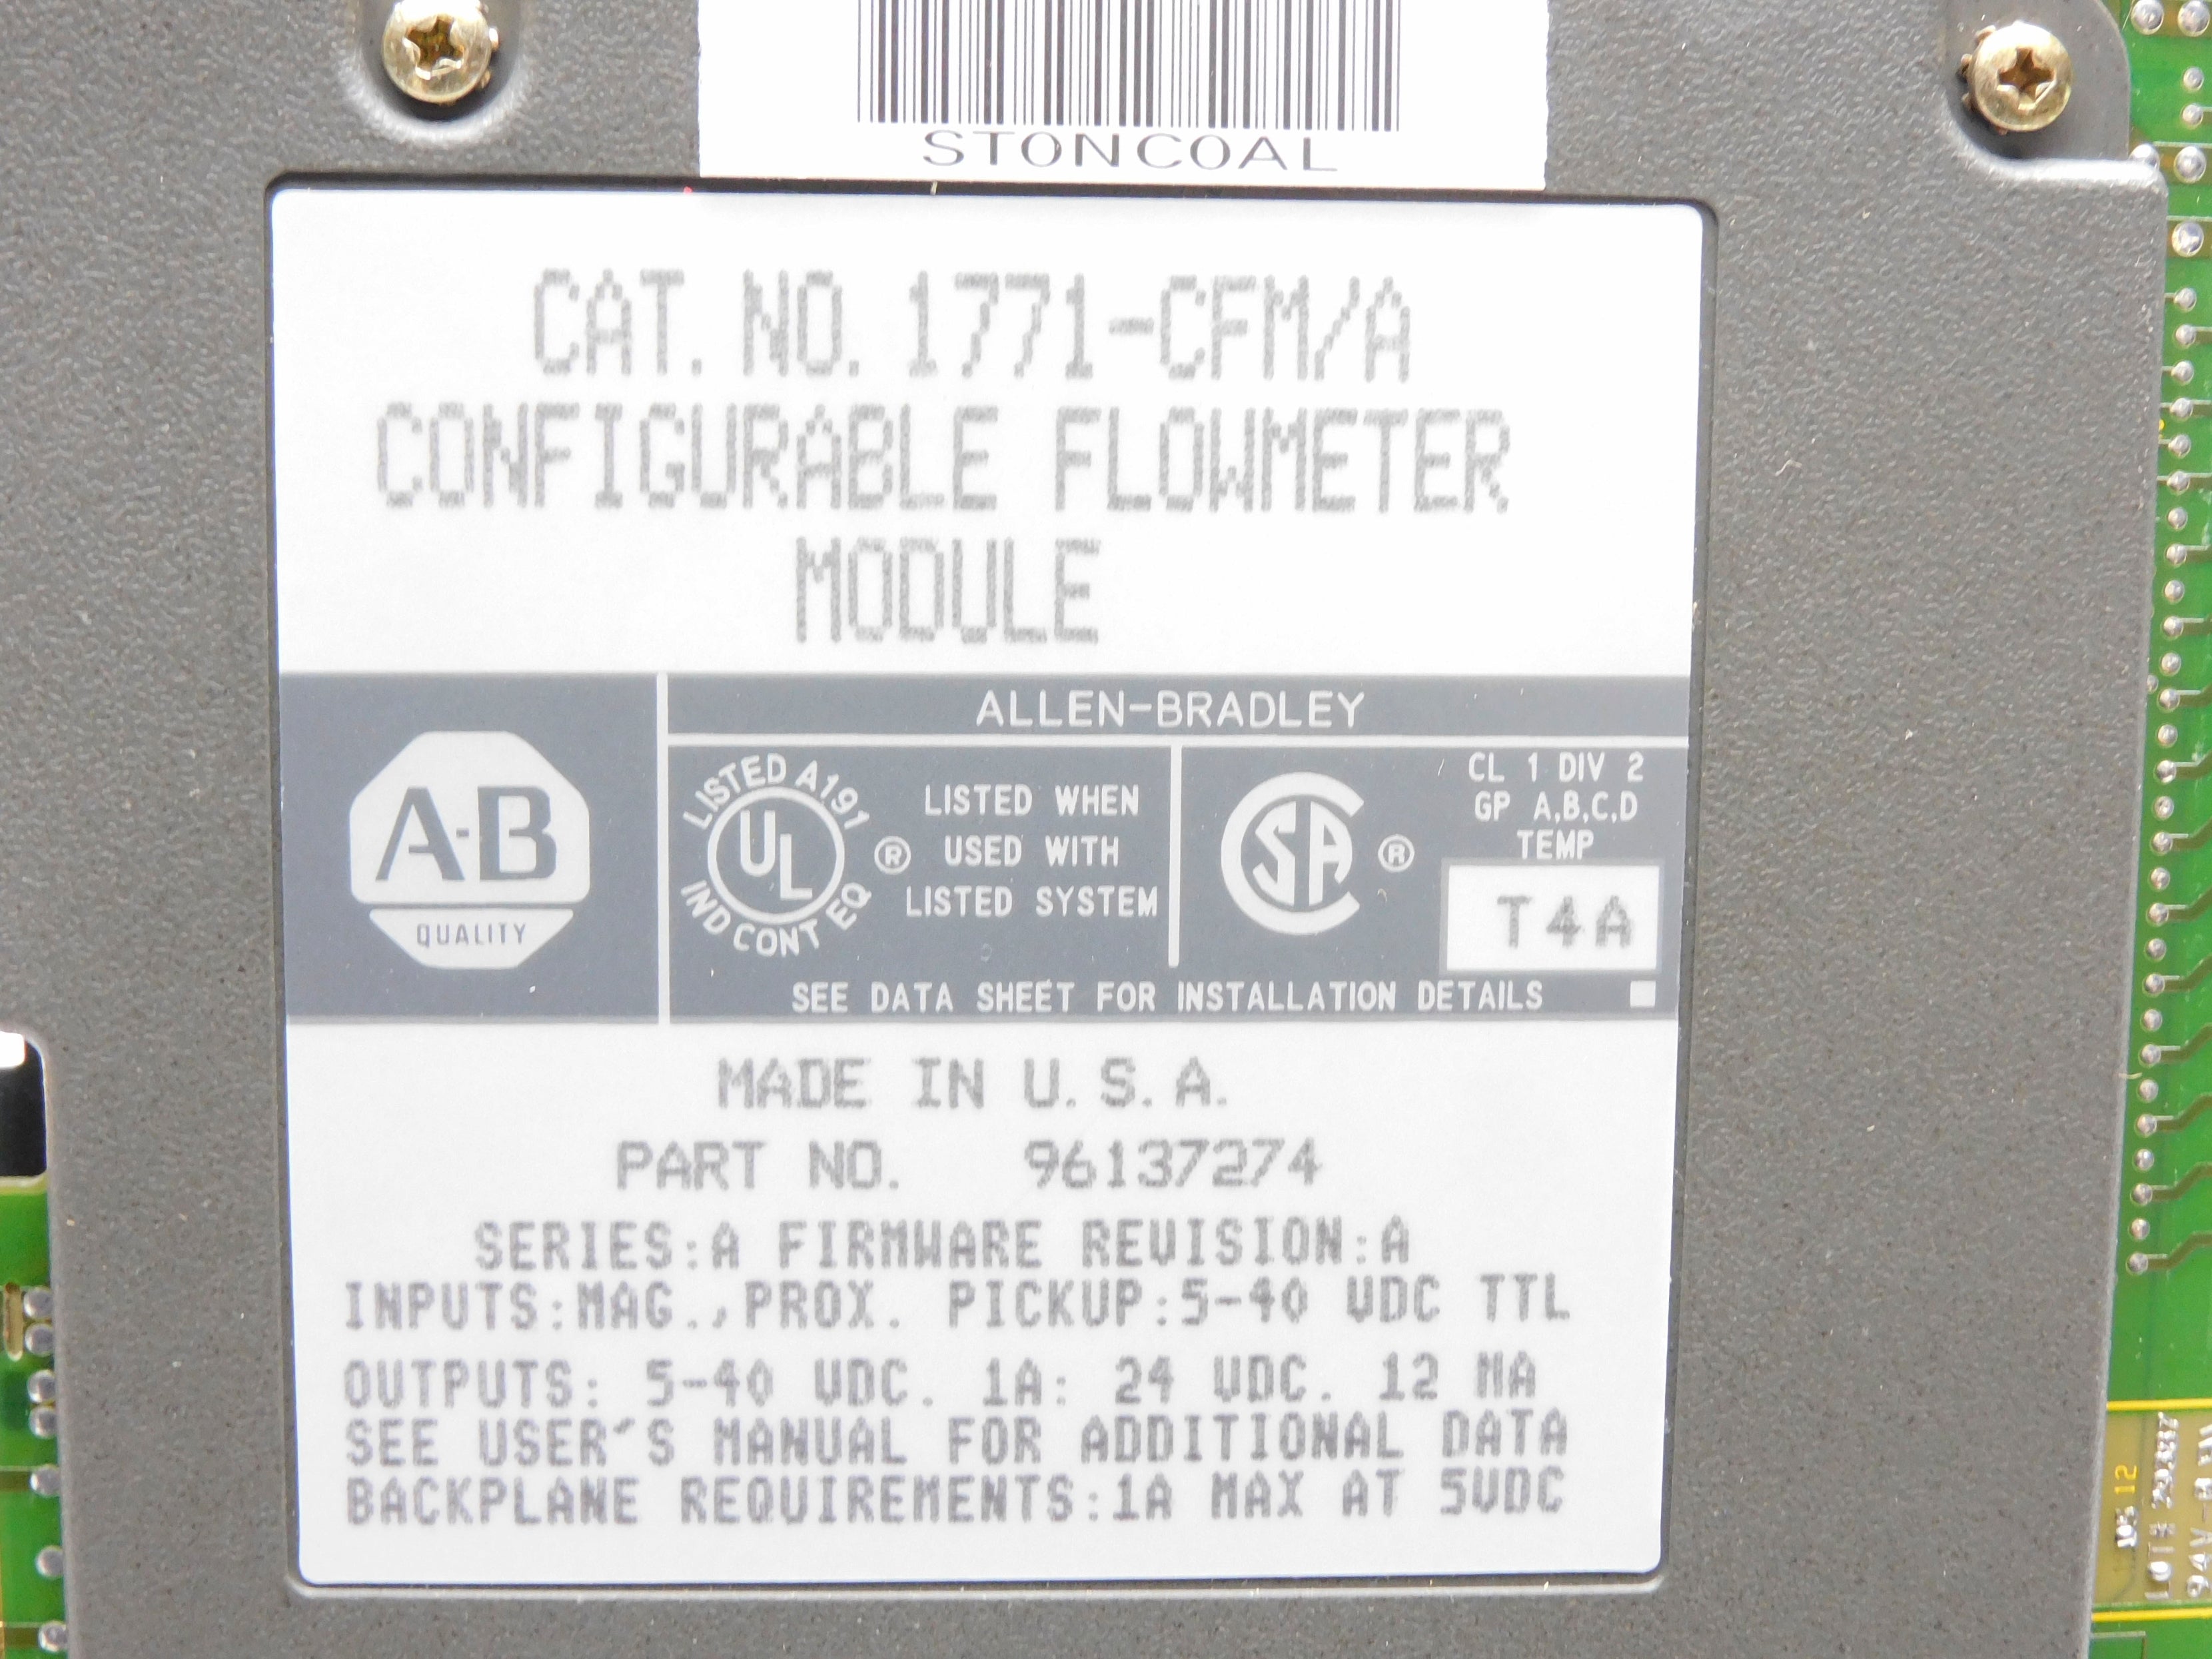 STONCOAL
CAT. NO. 1771-CFM/A
CONFIGURABLE FLOWMETER
MODULE
ALLEN-BRADLEY
A-B
QUALITY
LISTED A191
UL
IND CONT EQ
®
LISTED WHEN
USED WITH
LISTED SYSTEM
SA
®
CL 1 DIV 2
GP A,B,C,D
TEMP
T4A
SEE DATA SHEET FOR INSTALLATION DETAILS
MADE IN U.S.A.
PART NO. 96137274
SERIES:A FIRMWARE REVISION:A
INPUTS:MAG.,PROX. PICKUP:5-40 VDC TTL
OUTPUTS: 5-40 VDC. 1A: 24 VDC. 12 MA
SEE USER'S MANUAL FOR ADDITIONAL DATA
BACKPLANE REQUIREMENTS:1A MAX AT 5VDC
12
LOT#